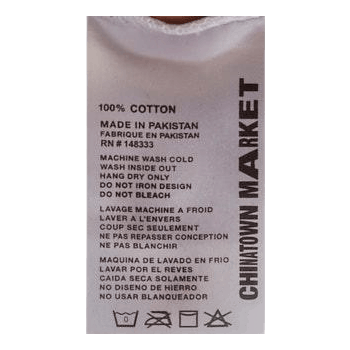 100% COTTON
MADE IN PAKISTAN
FABRIQUE EN PAKISTAN
RN # 148333
MACHINE WASH COLD
WASH INSIDE OUT
HANG DRY ONLY
DO NOT IRON DESIGN
DO NOT BLEACH
LAVAGE MACHINE A FROID
LAVER A L'ENVERS
COUP SEC SEULEMENT
NE PAS REPASSER CONCEPTION
NE PAS BLANCHIR
MAQUINA DE LAVADO EN FRIO
LAVAR POR EL REVES
CAIDA SECA SOLAMENTE
NO DISENO DE HIERRO
NO USAR BLANQUEADOR
CHINATOWN MARKET